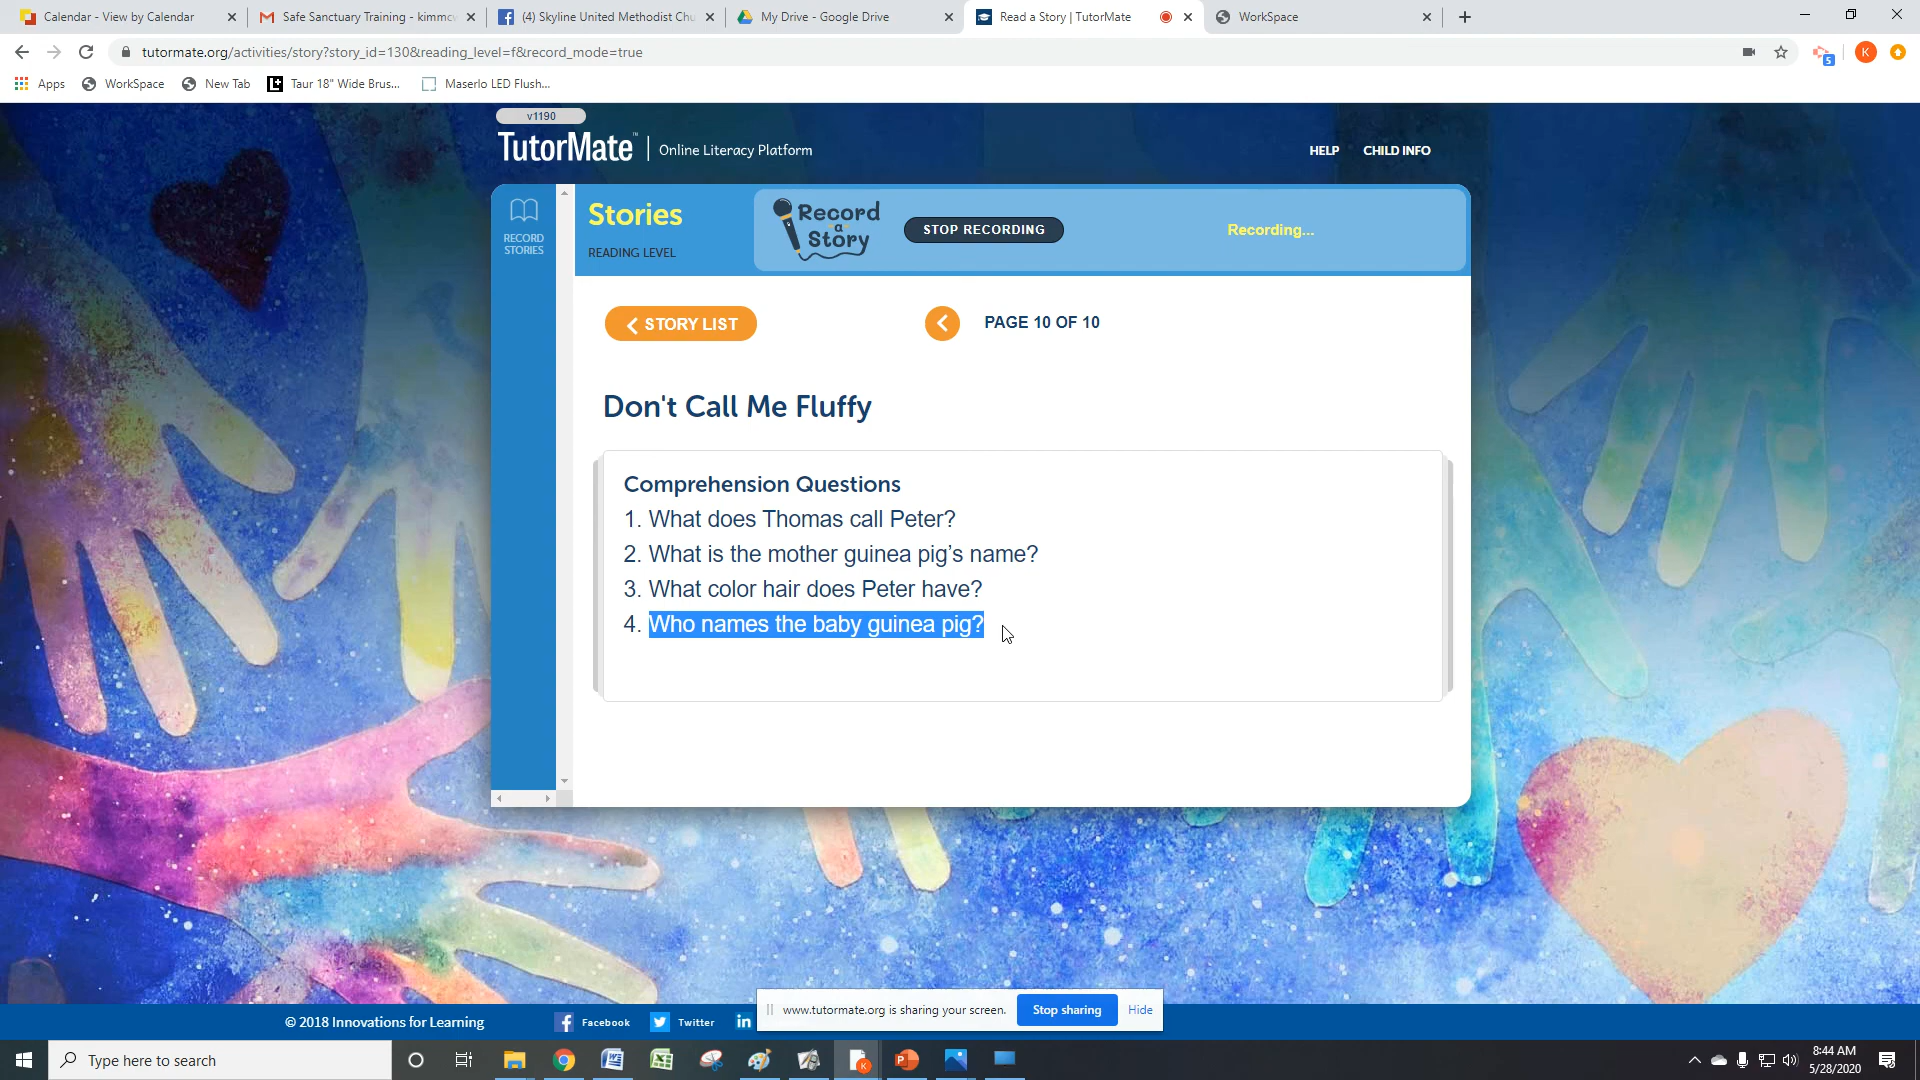 Calendar - View by Calendar
Safe Sanctuary Training - kimmcv
(4) Skyline United Methodist Chu
My Drive - Google Drive
Read a Story | TutorMate
WorkSpace
tutormate.org/activities/story?story_id=130&reading_level=f&record_mode=true
5
K
Apps
WorkSpace
New Tab
Taur 18" Wide Brus...
Maserlo LED Flush...
v1190
TutorMate™ | Online Literacy Platform
HELP
CHILD INFO
RECORD
STORIES
Stories
READING LEVEL
Record
a
Story
STOP RECORDING
Recording...
STORY LIST
PAGE 10 OF 10
Don't Call Me Fluffy
Comprehension Questions
1. What does Thomas call Peter?
2. What is the mother guinea pig’s name?
3. What color hair does Peter have?
4. Who names the baby guinea pig?
© 2018 Innovations for Learning
Facebook
Twitter
in
www.tutormate.org is sharing your screen.
Stop sharing
Hide
Type here to search
8:44 AM
5/28/2020